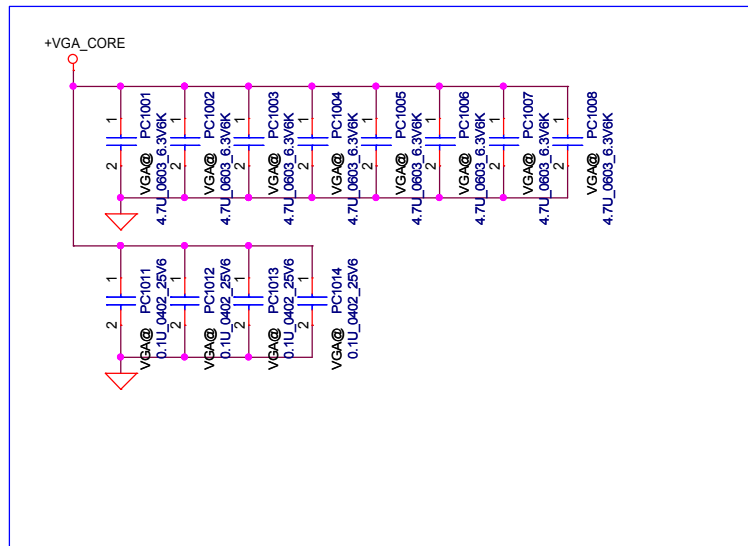 +VGA_CORE
1
2
VGA@
PC1001
4.7U_0603_6.3V6K
1
2
VGA@
PC1002
4.7U_0603_6.3V6K
1
2
VGA@
PC1003
4.7U_0603_6.3V6K
1
2
VGA@
PC1004
4.7U_0603_6.3V6K
1
2
VGA@
PC1005
4.7U_0603_6.3V6K
1
2
VGA@
PC1006
4.7U_0603_6.3V6K
1
2
VGA@
PC1007
4.7U_0603_6.3V6K
1
2
VGA@
PC1008
4.7U_0603_6.3V6K
1
2
VGA@
PC1011
0.1U_0402_25V6
1
2
VGA@
PC1012
0.1U_0402_25V6
1
2
VGA@
PC1013
0.1U_0402_25V6
1
2
VGA@
PC1014
0.1U_0402_25V6